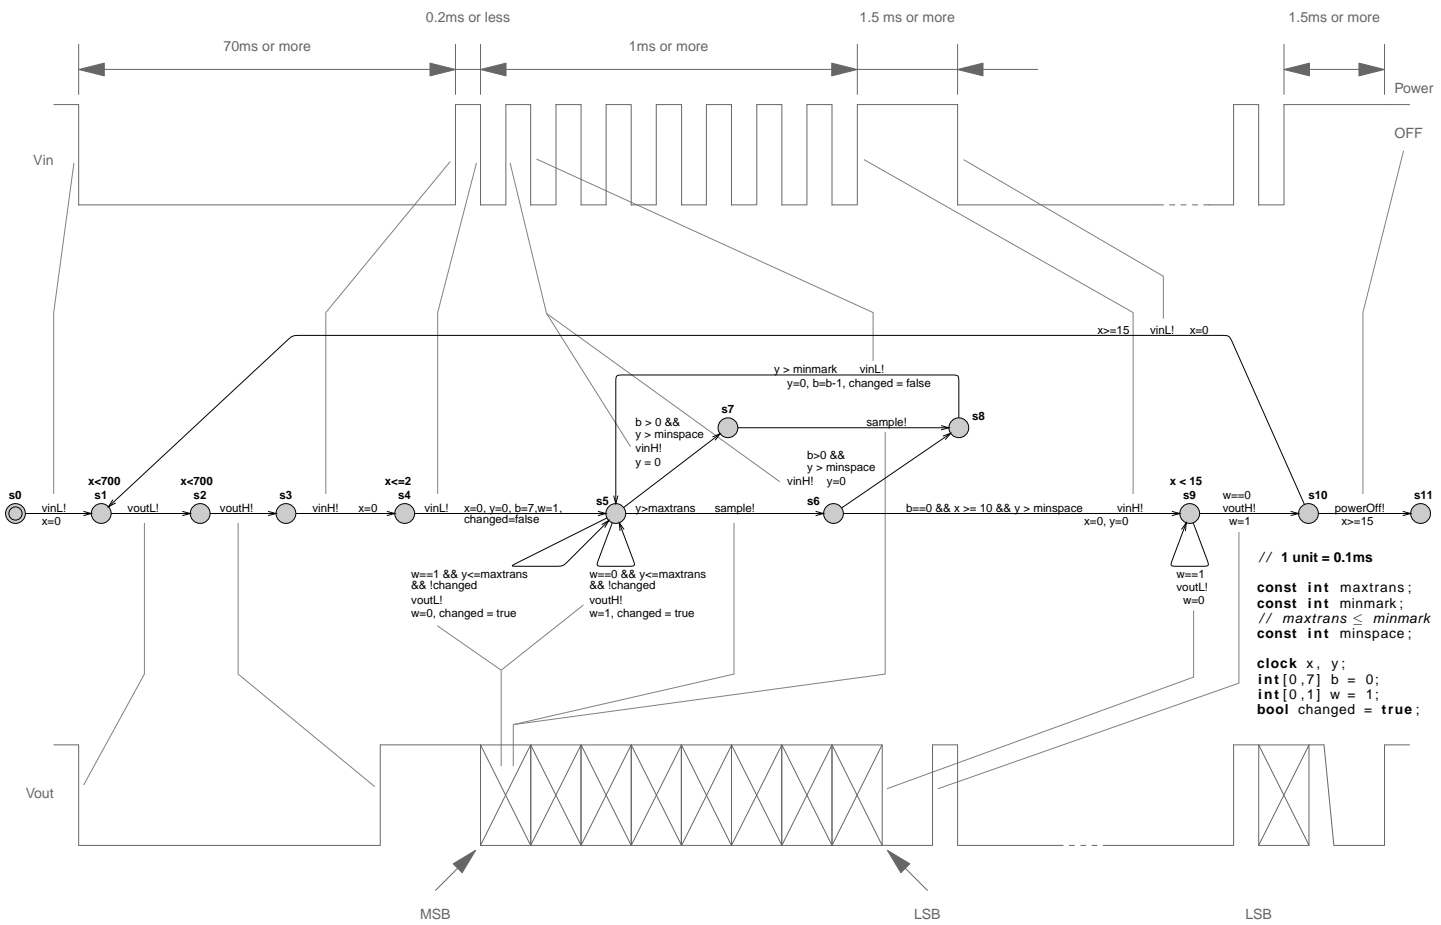 0.2ms or less
1.5 ms or more
1.5ms or more
70ms or more
1ms or more
Power
OFF
Vin
x>=15 vinL! x=0
y > minmark vinL!
y=0, b=b-1, changed = false
s7
s8
b > 0 &&
y > minspace
vinH!
y = 0
sample!
b>0 &&
y > minspace
vinH! y=0
s0
x<700
s1
x<700
s2
s3
x<=2
s4
s5
s6
x < 15
s9
s10
s11
vinL!
x=0
voutL!
voutH!
vinH! x=0
vinL! x=0, y=0, b=7,w=1,
changed=false
y>maxtrans sample!
b==0 && x >= 10 && y > minspace vinH!
x=0, y=0
w==0
voutH!
w=1
powerOff!
x>=15
w==1 && y<=maxtrans
&& !changed
voutL!
w=0, changed = true
w==0 && y<=maxtrans
&& !changed
voutH!
w=1, changed = true
w==1
voutL!
w=0
// 1 unit = 0.1ms
const int maxtrans;
const int minmark;
// maxtrans ≤ minmark
const int minspace;
clock x, y;
int[0,7] b = 0;
int[0,1] w = 1;
bool changed = true;
Vout
MSB
LSB
LSB